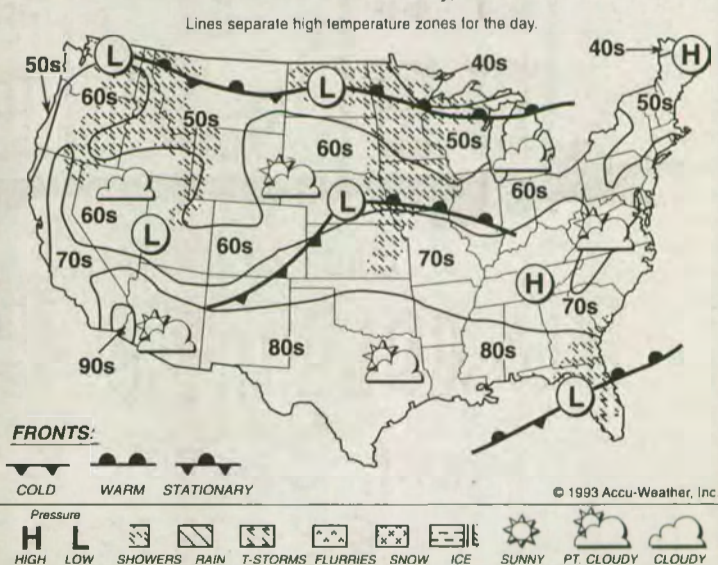 Lines separate high temperature zones for the day.
L
50s
60s
50s
L
40s
40s
H
50s
60s
50s
60s
L
60s
L
60s
70s
70s
H
70s
90s
80s
80s
L
FRONTS:
COLD WARM STATIONARY
© 1993 Accu-Weather, Inc
Pressure
H L
HIGH LOW SHOWERS RAIN T-STORMS FLURRIES SNOW ICE SUNNY PT. CLOUDY CLOUDY